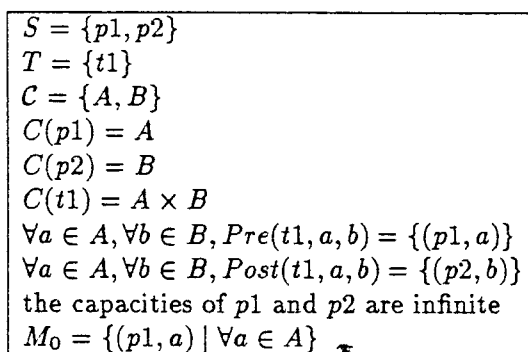 S = {p1, p2}
T = {t1}
𝒞 = {A, B}
C(p1) = A
C(p2) = B
C(t1) = A × B
∀a ∈ A, ∀b ∈ B, Pre(t1, a, b) = {(p1, a)}
∀a ∈ A, ∀b ∈ B, Post(t1, a, b) = {(p2, b)}
the capacities of p1 and p2 are infinite
M₀ = {(p1, a) | ∀a ∈ A}